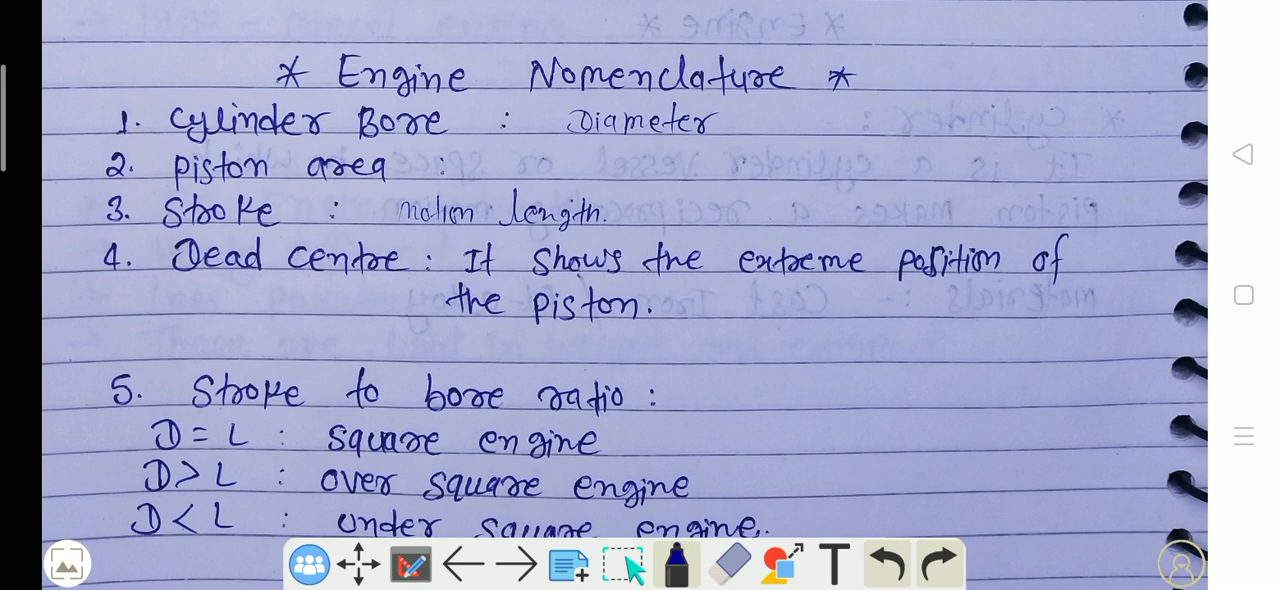 * Engine Nomenclature *
1. Cylinder Bore : Diameter
2. Piston area :
3. Stroke : motion length.
4. Dead centre : It shows the extreme position of
the piston.
5. Stroke to bore ratio :
D = L : Square engine
D > L : over square engine
D < L : under square engine.
T